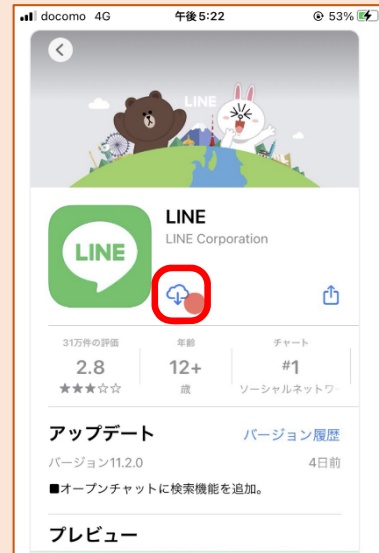 docomo 4G 午後5:22 53%
LINE
LINE
LINE
LINE Corporation
31万件の評価 年齢 チャート
2.8 12+ #1
★★★☆☆ 歳 ソーシャルネットワー
アップデート バージョン履歴
バージョン11.2.0 4日前
■オープンチャットに検索機能を追加。
プレビュー